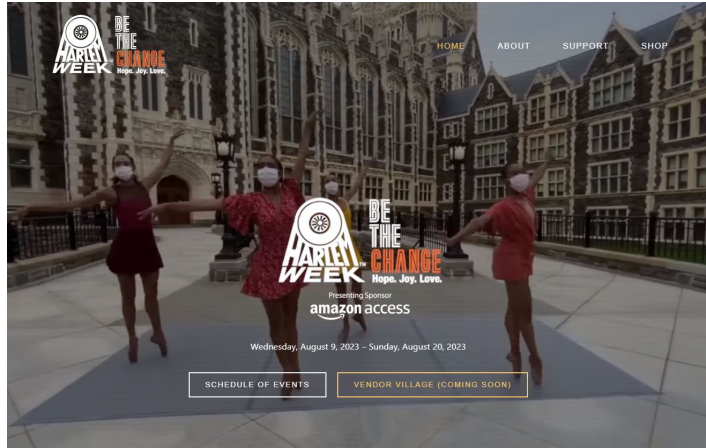 HARLEM
WEEK
BE
THE
CHANGE
Hope. Joy. Love.
HOME
ABOUT
SUPPORT
SHOP
HARLEM
WEEK™
BE
THE
CHANGE
Hope. Joy. Love.
Presenting Sponsor
amazon access
Wednesday, August 9, 2023 – Sunday, August 20, 2023
SCHEDULE OF EVENTS
VENDOR VILLAGE (COMING SOON)